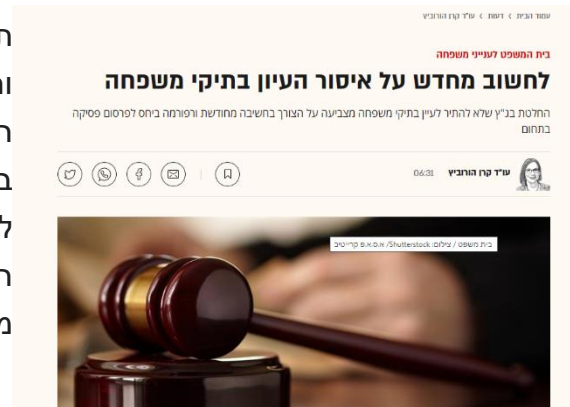 עמוד הבית > דעות > עו"ד קרן הורוביץ
בית המשפט לענייני משפחה
לחשוב מחדש על איסור העיון בתיקי משפחה
החלטת בג"ץ שלא להתיר לעיין בתיקי משפחה מצביעה על הצורך בחשיבה מחודשת ורפורמה ביחס לפרסום פסיקה
בתחום
עו"ד קרן הורוביץ 06:31
בית משפט / צילום: Shutterstock/ א.ס.א.פ קרייטיב